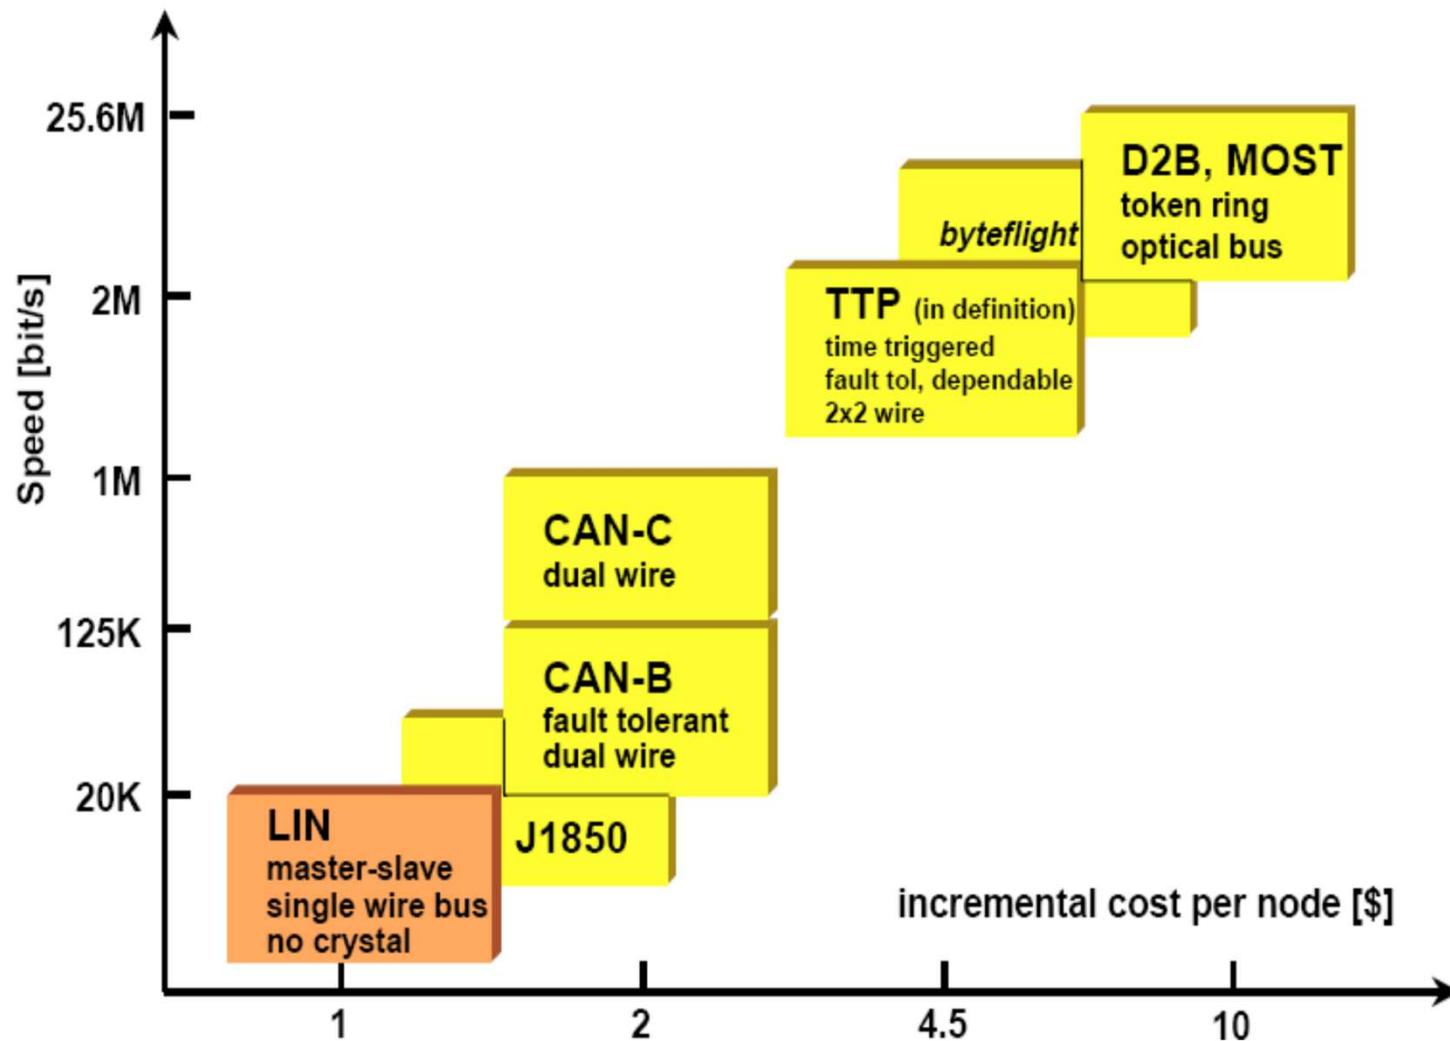 25.6M
2M
1M
125K
20K
Speed [bit/s]
D2B, MOST
token ring
optical bus
byteflight
TTP (in definition)
time triggered
fault tol, dependable
2x2 wire
CAN-C
dual wire
CAN-B
fault tolerant
dual wire
J1850
LIN
master-slave
single wire bus
no crystal
incremental cost per node [$]
1
2
4.5
10